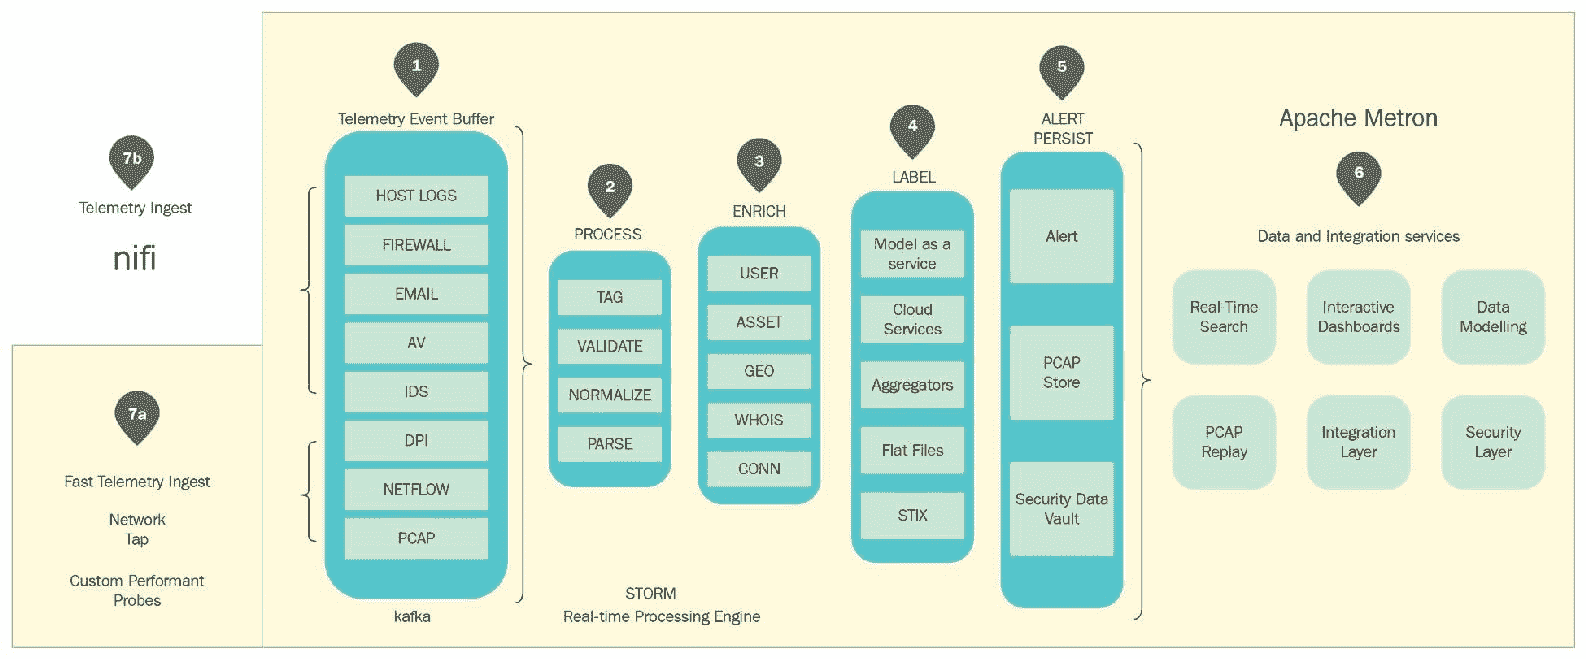 7b
Telemetry Ingest
nifi
7a
Fast Telemetry Ingest
Network
Tap
Custom Performant
Probes
1
Telemetry Event Buffer
HOST LOGS
FIREWALL
EMAIL
AV
IDS
DPI
NETFLOW
PCAP
kafka
2
PROCESS
TAG
VALIDATE
NORMALIZE
PARSE
3
ENRICH
USER
ASSET
GEO
WHOIS
CONN
STORM
Real-time Processing Engine
4
LABEL
Model as a
service
Cloud
Services
Aggregators
Flat Files
STIX
5
ALERT
PERSIST
Alert
PCAP
Store
Security Data
Vault
Apache Metron
6
Data and Integration services
Real-Time
Search
Interactive
Dashboards
Data
Modelling
PCAP
Replay
Integration
Layer
Security
Layer